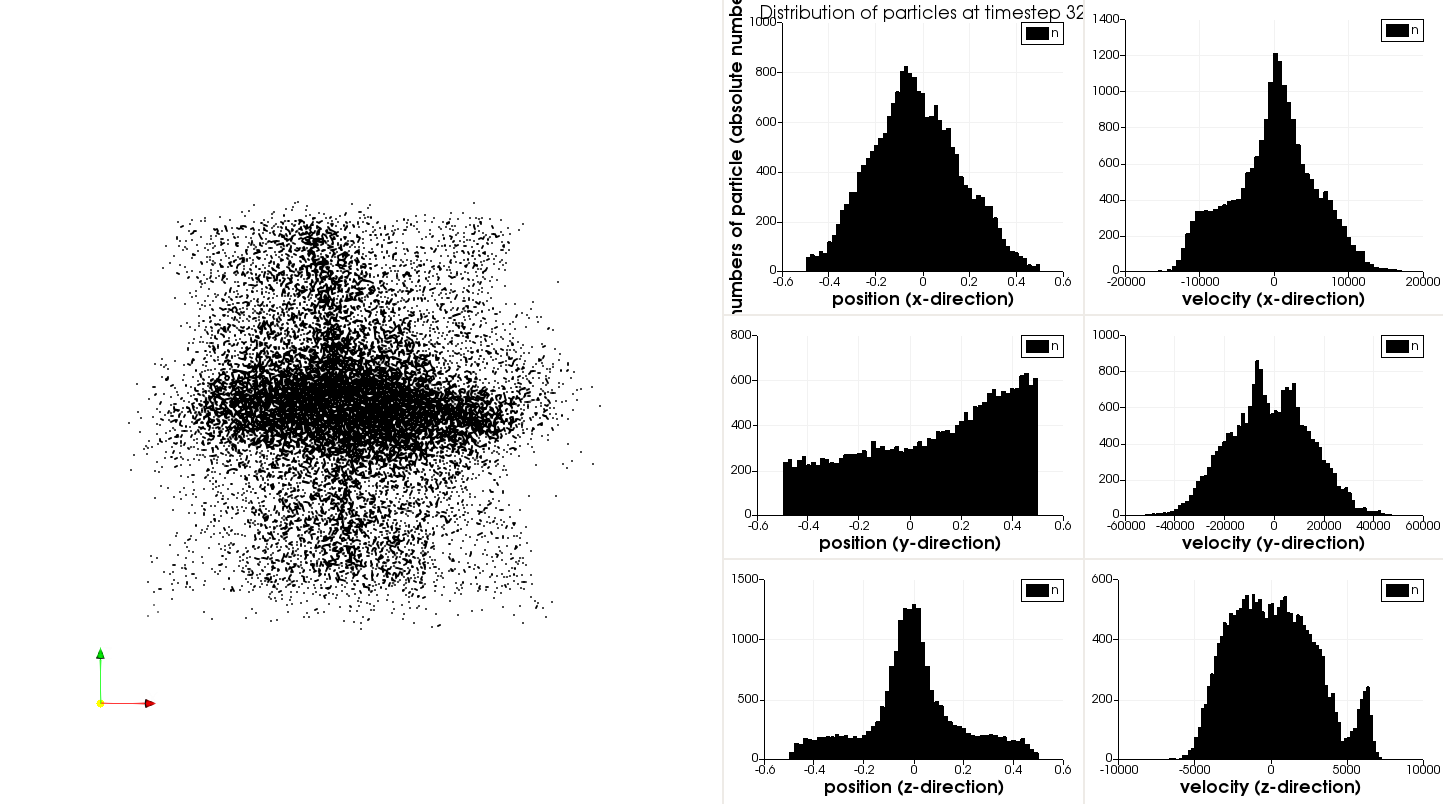 Distribution of particles at timestep 32
numbers of particle (absolute numbe
1000
800
600
400
200
0
-0.6 -0.4 -0.2 0 0.2 0.4 0.6
position (x-direction)
n
1400
1200
1000
800
600
400
200
0
-20000 -10000 0 10000 20000
velocity (x-direction)
n
800
600
400
200
0
-0.6 -0.4 -0.2 0 0.2 0.4 0.6
position (y-direction)
n
1000
800
600
400
200
0
-60000 -40000 -20000 0 20000 40000 60000
velocity (y-direction)
n
1500
1000
500
0
-0.6 -0.4 -0.2 0 0.2 0.4 0.6
position (z-direction)
n
600
400
200
0
-10000 -5000 0 5000 10000
velocity (z-direction)
n